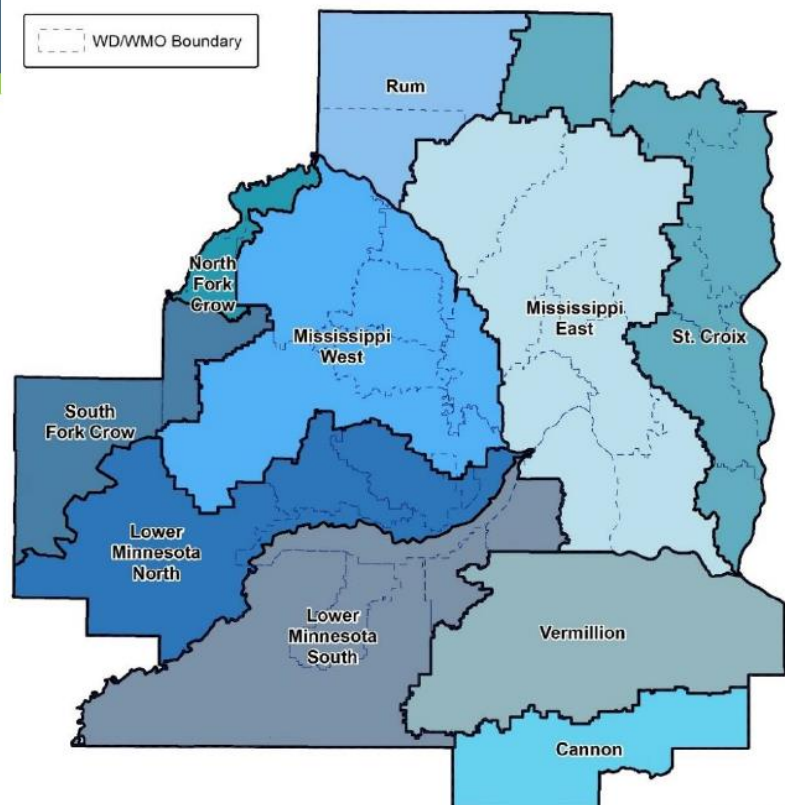 WD/WMO Boundary
Rum
North
Fork
Crow
Mississippi
West
Mississippi
East
St. Croix
South
Fork Crow
Lower
Minnesota
North
Lower
Minnesota
South
Vermillion
Cannon